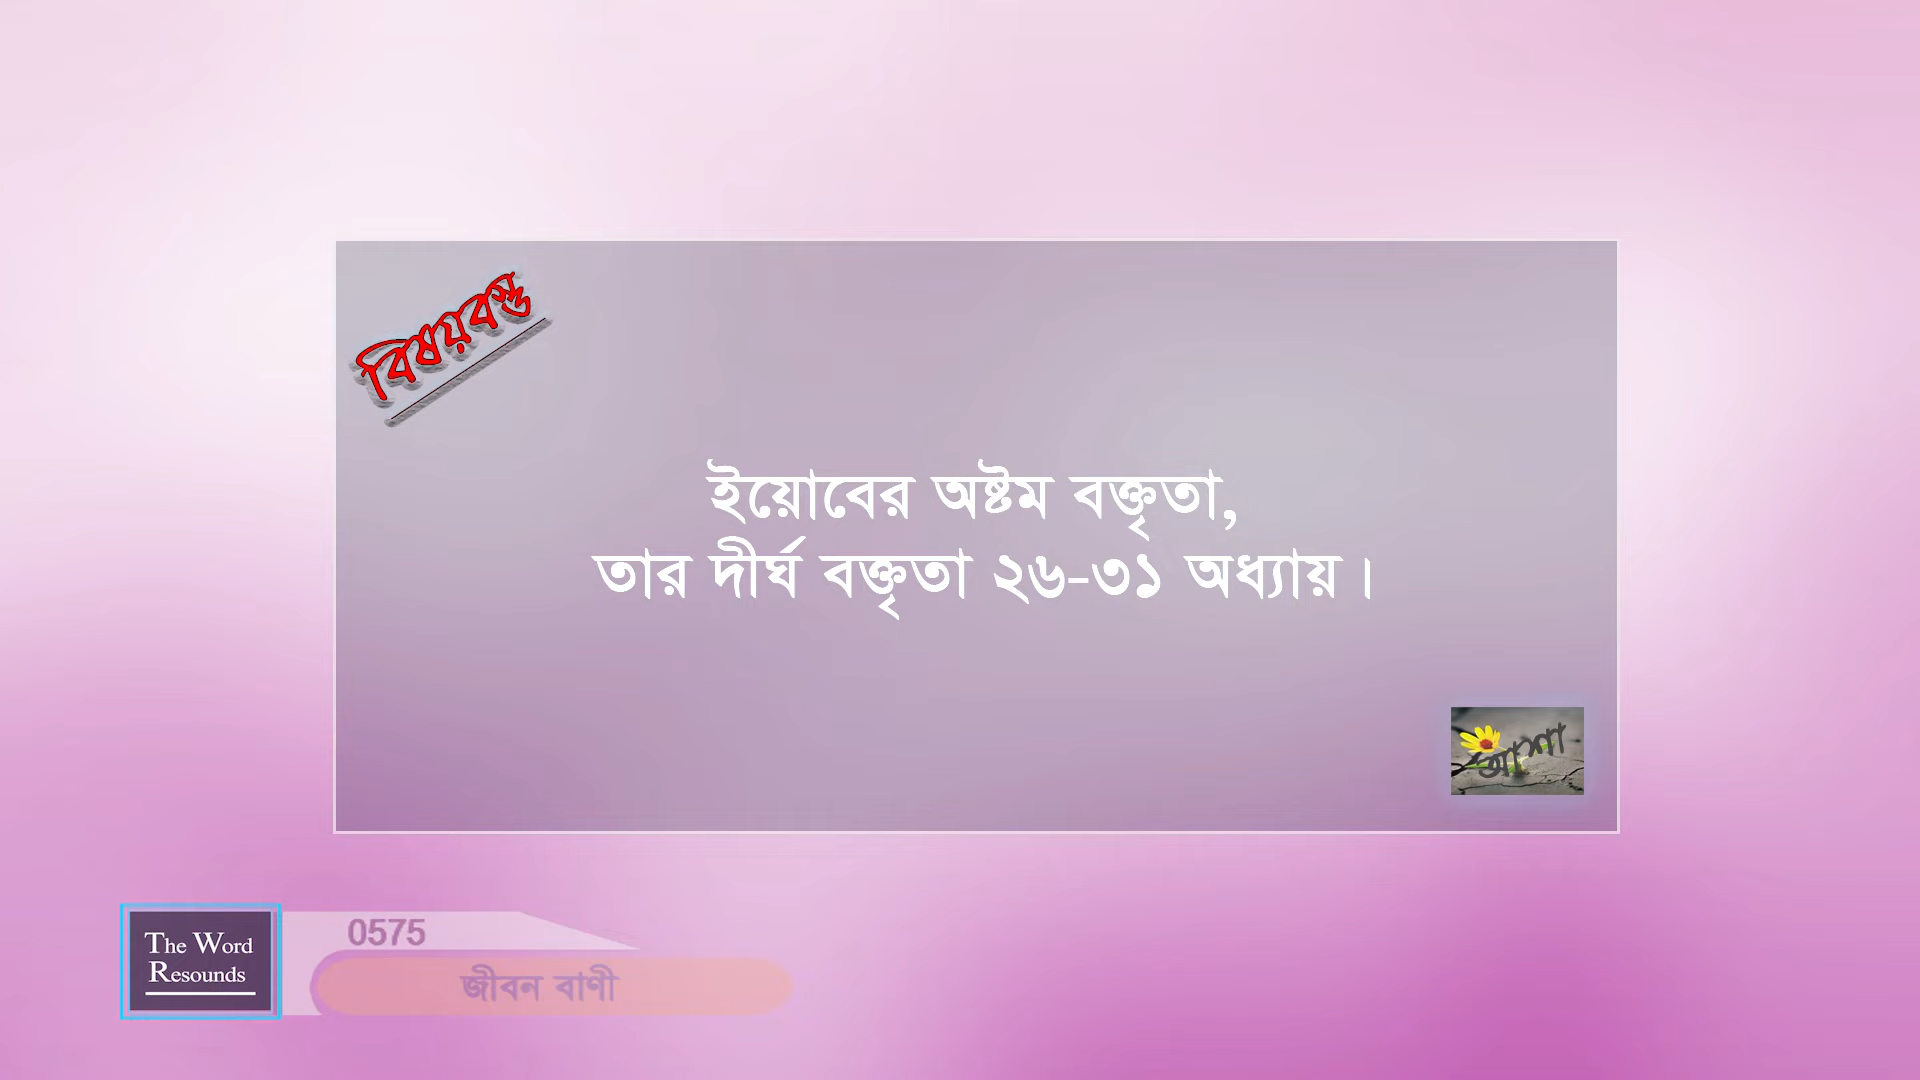 বিষয়বস্তু
ইয়োবের অষ্টম বক্তৃতা,
তার দীর্ঘ বক্তৃতা ২৬-৩১ অধ্যায়।
আশা
The Word
Resounds
0575
জীবন বাণী